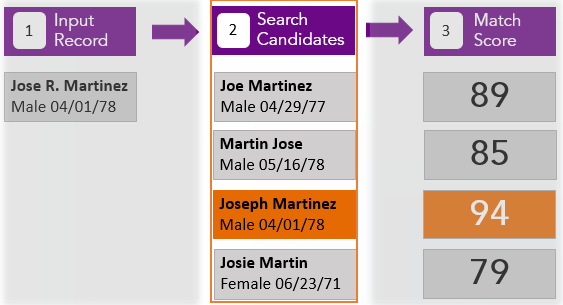 1 Input
Record
2 Search
Candidates
3 Match
Score
Jose R. Martinez
Male 04/01/78
Joe Martinez
Male 04/29/77
89
Martin Jose
Male 05/16/78
85
Joseph Martinez
Male 04/01/78
94
Josie Martin
Female 06/23/71
79